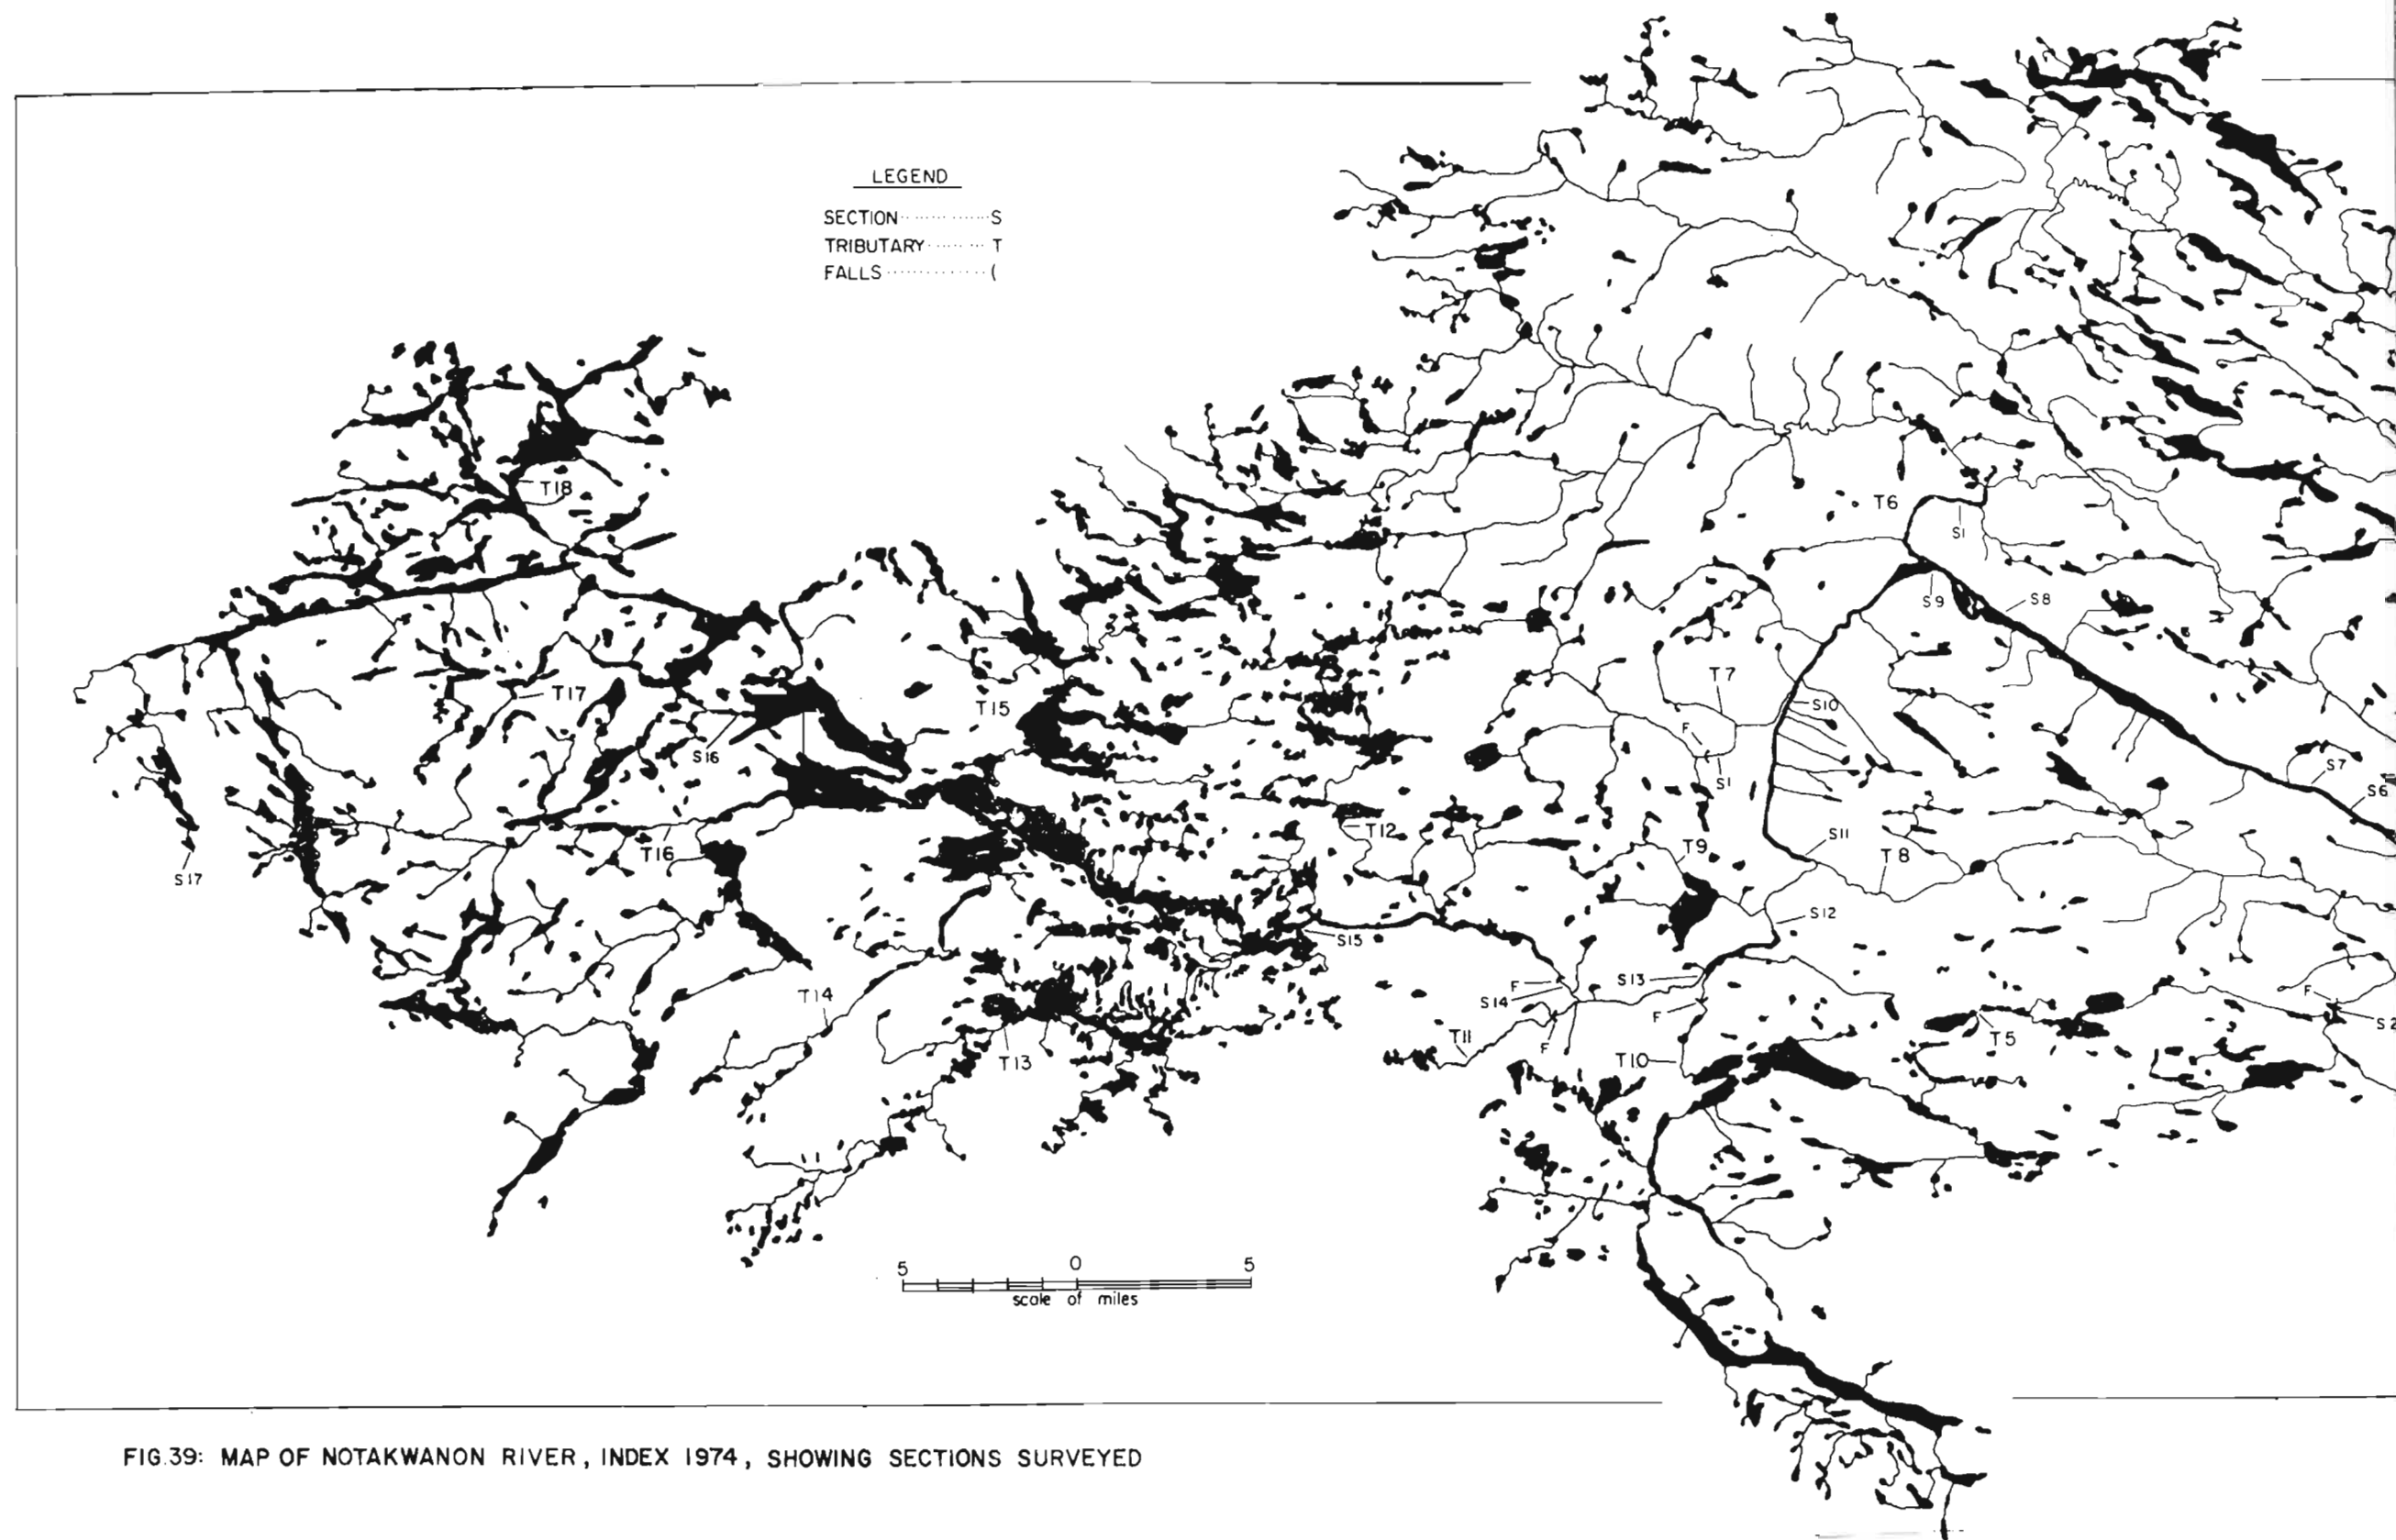 LEGEND
SECTION ............... S
TRIBUTARY ......... T
FALLS ............... (
T18
T6
S1
S9
S8
T7
T17
T15
S10
F
S16
S7
S1
S6
T12
S11
T16
T9
T8
S17
S12
S15
S13
F
S14
F
T14
F
S2
T11
F
T5
T13
T10
5 0 5
scale of miles
FIG.39: MAP OF NOTAKWANON RIVER, INDEX 1974, SHOWING SECTIONS SURVEYED